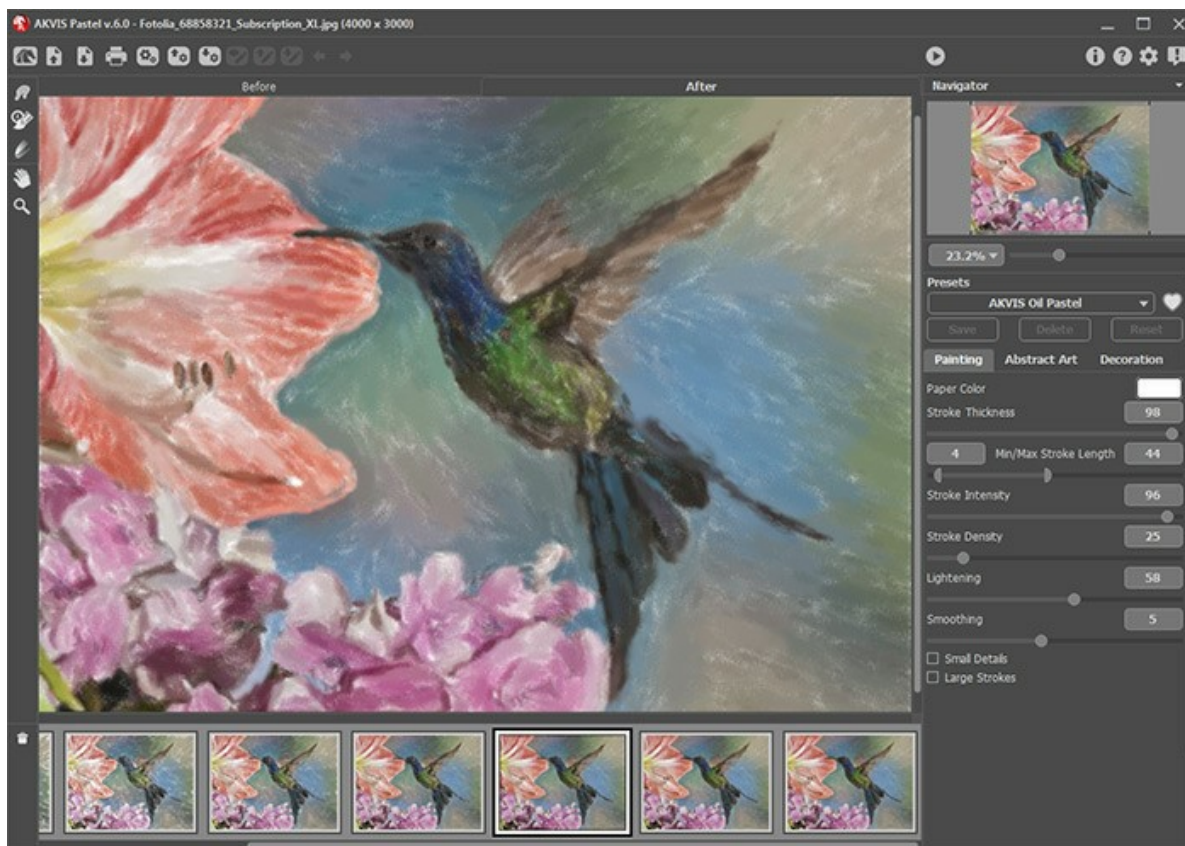 AKVIS Pastel v.6.0 - Fotolia_68858321_Subscription_XL.jpg (4000 x 3000)
Before
After
Navigator
23.2%
Presets
AKVIS Oil Pastel
Save
Delete
Reset
Painting
Abstract Art
Decoration
Paper Color
Stroke Thickness
98
4
Min/Max Stroke Length
44
Stroke Intensity
96
Stroke Density
25
Lightening
58
Smoothing
5
Small Details
Large Strokes